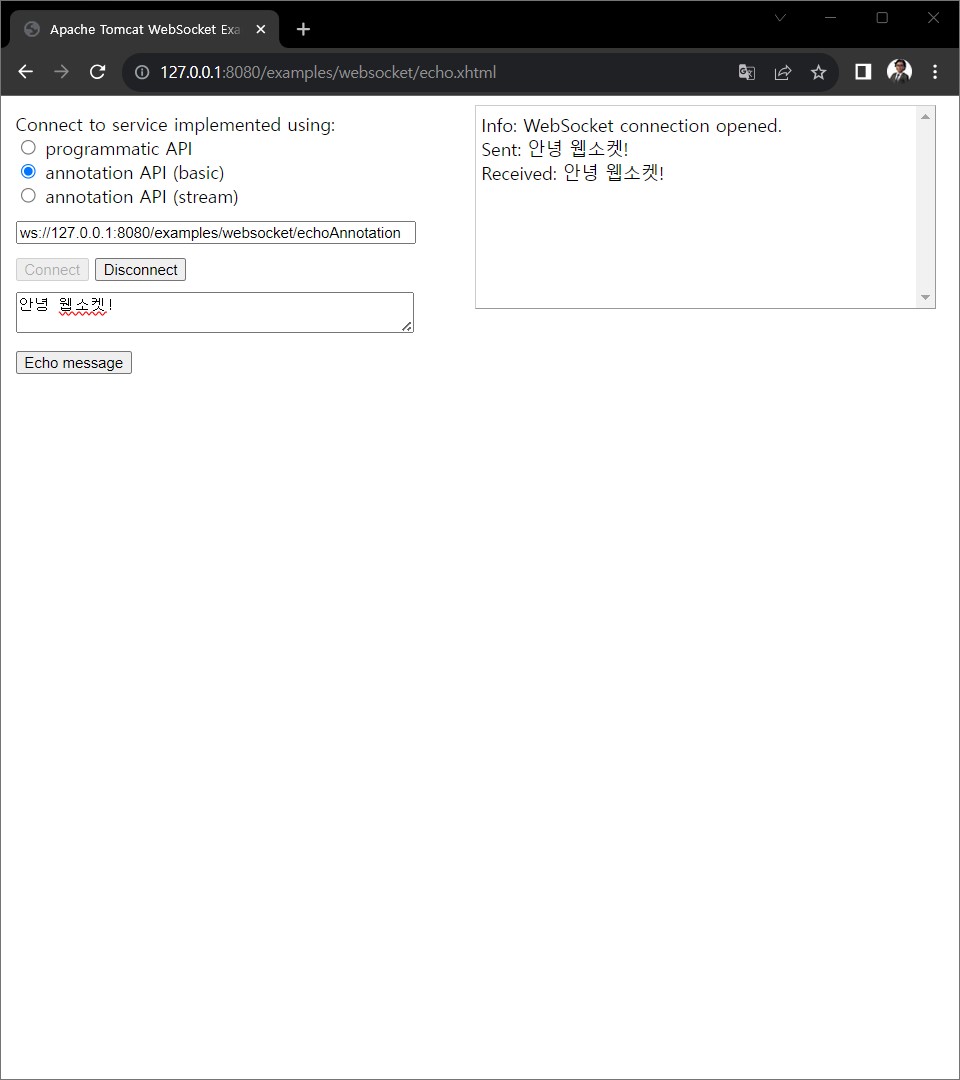 Apache Tomcat WebSocket Exa
127.0.0.1:8080/examples/websocket/echo.xhtml
Connect to service implemented using:
programmatic API
annotation API (basic)
annotation API (stream)
ws://127.0.0.1:8080/examples/websocket/echoAnnotation
Connect Disconnect
안녕 웹소켓!
Echo message
Info: WebSocket connection opened.
Sent: 안녕 웹소켓!
Received: 안녕 웹소켓!